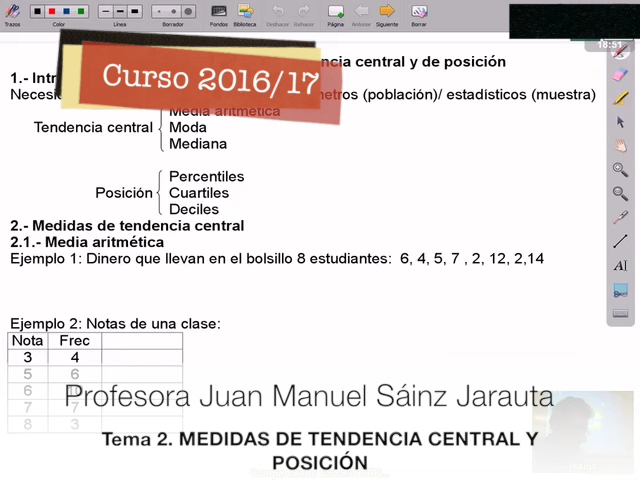 Trazos Color Línea Borrador Fondos Biblioteca Deshacer Rehacer Página Anterior Siguiente Borrar
18:51
Curso 2016/17
encia central y de posición
1.- Intr
Necesi etros (población)/ estadísticos (muestra)
Media aritmética
Tendencia central Moda
Mediana
Percentiles
Posición Cuartiles
Deciles
2.- Medidas de tendencia central
2.1.- Media aritmética
Ejemplo 1: Dinero que llevan en el bolsillo 8 estudiantes: 6, 4, 5, 7 , 2, 12, 2,14
Ejemplo 2: Notas de una clase:
Nota Frec
3 4
5 6
6
7 7
8 3
Profesora Juan Manuel Sáinz Jarauta
Tema 2. MEDIDAS DE TENDENCIA CENTRAL Y
POSICIÓN